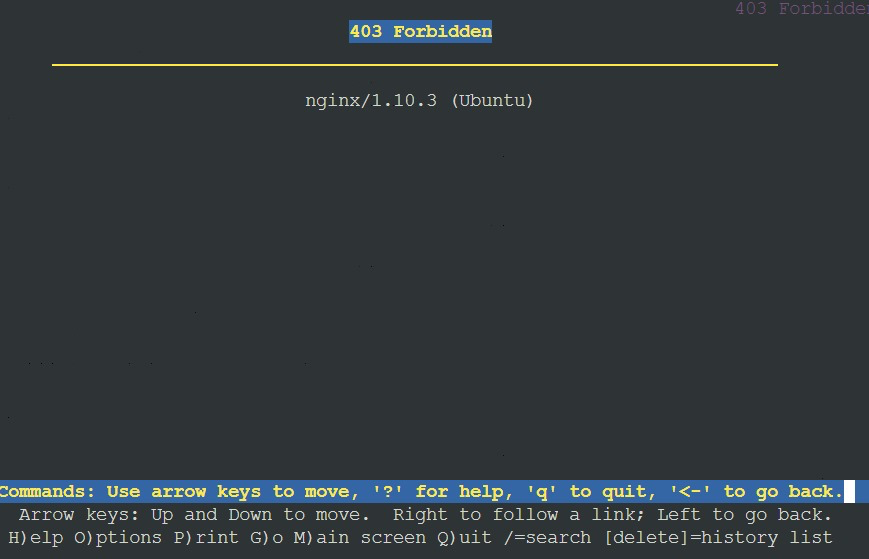 403 Forbidden
403 Forbidden
nginx/1.10.3 (Ubuntu)
Commands: Use arrow keys to move, '?' for help, 'q' to quit, '<-' to go back.
Arrow keys: Up and Down to move.  Right to follow a link; Left to go back.
H)elp O)ptions P)rint G)o M)ain screen Q)uit /=search [delete]=history list